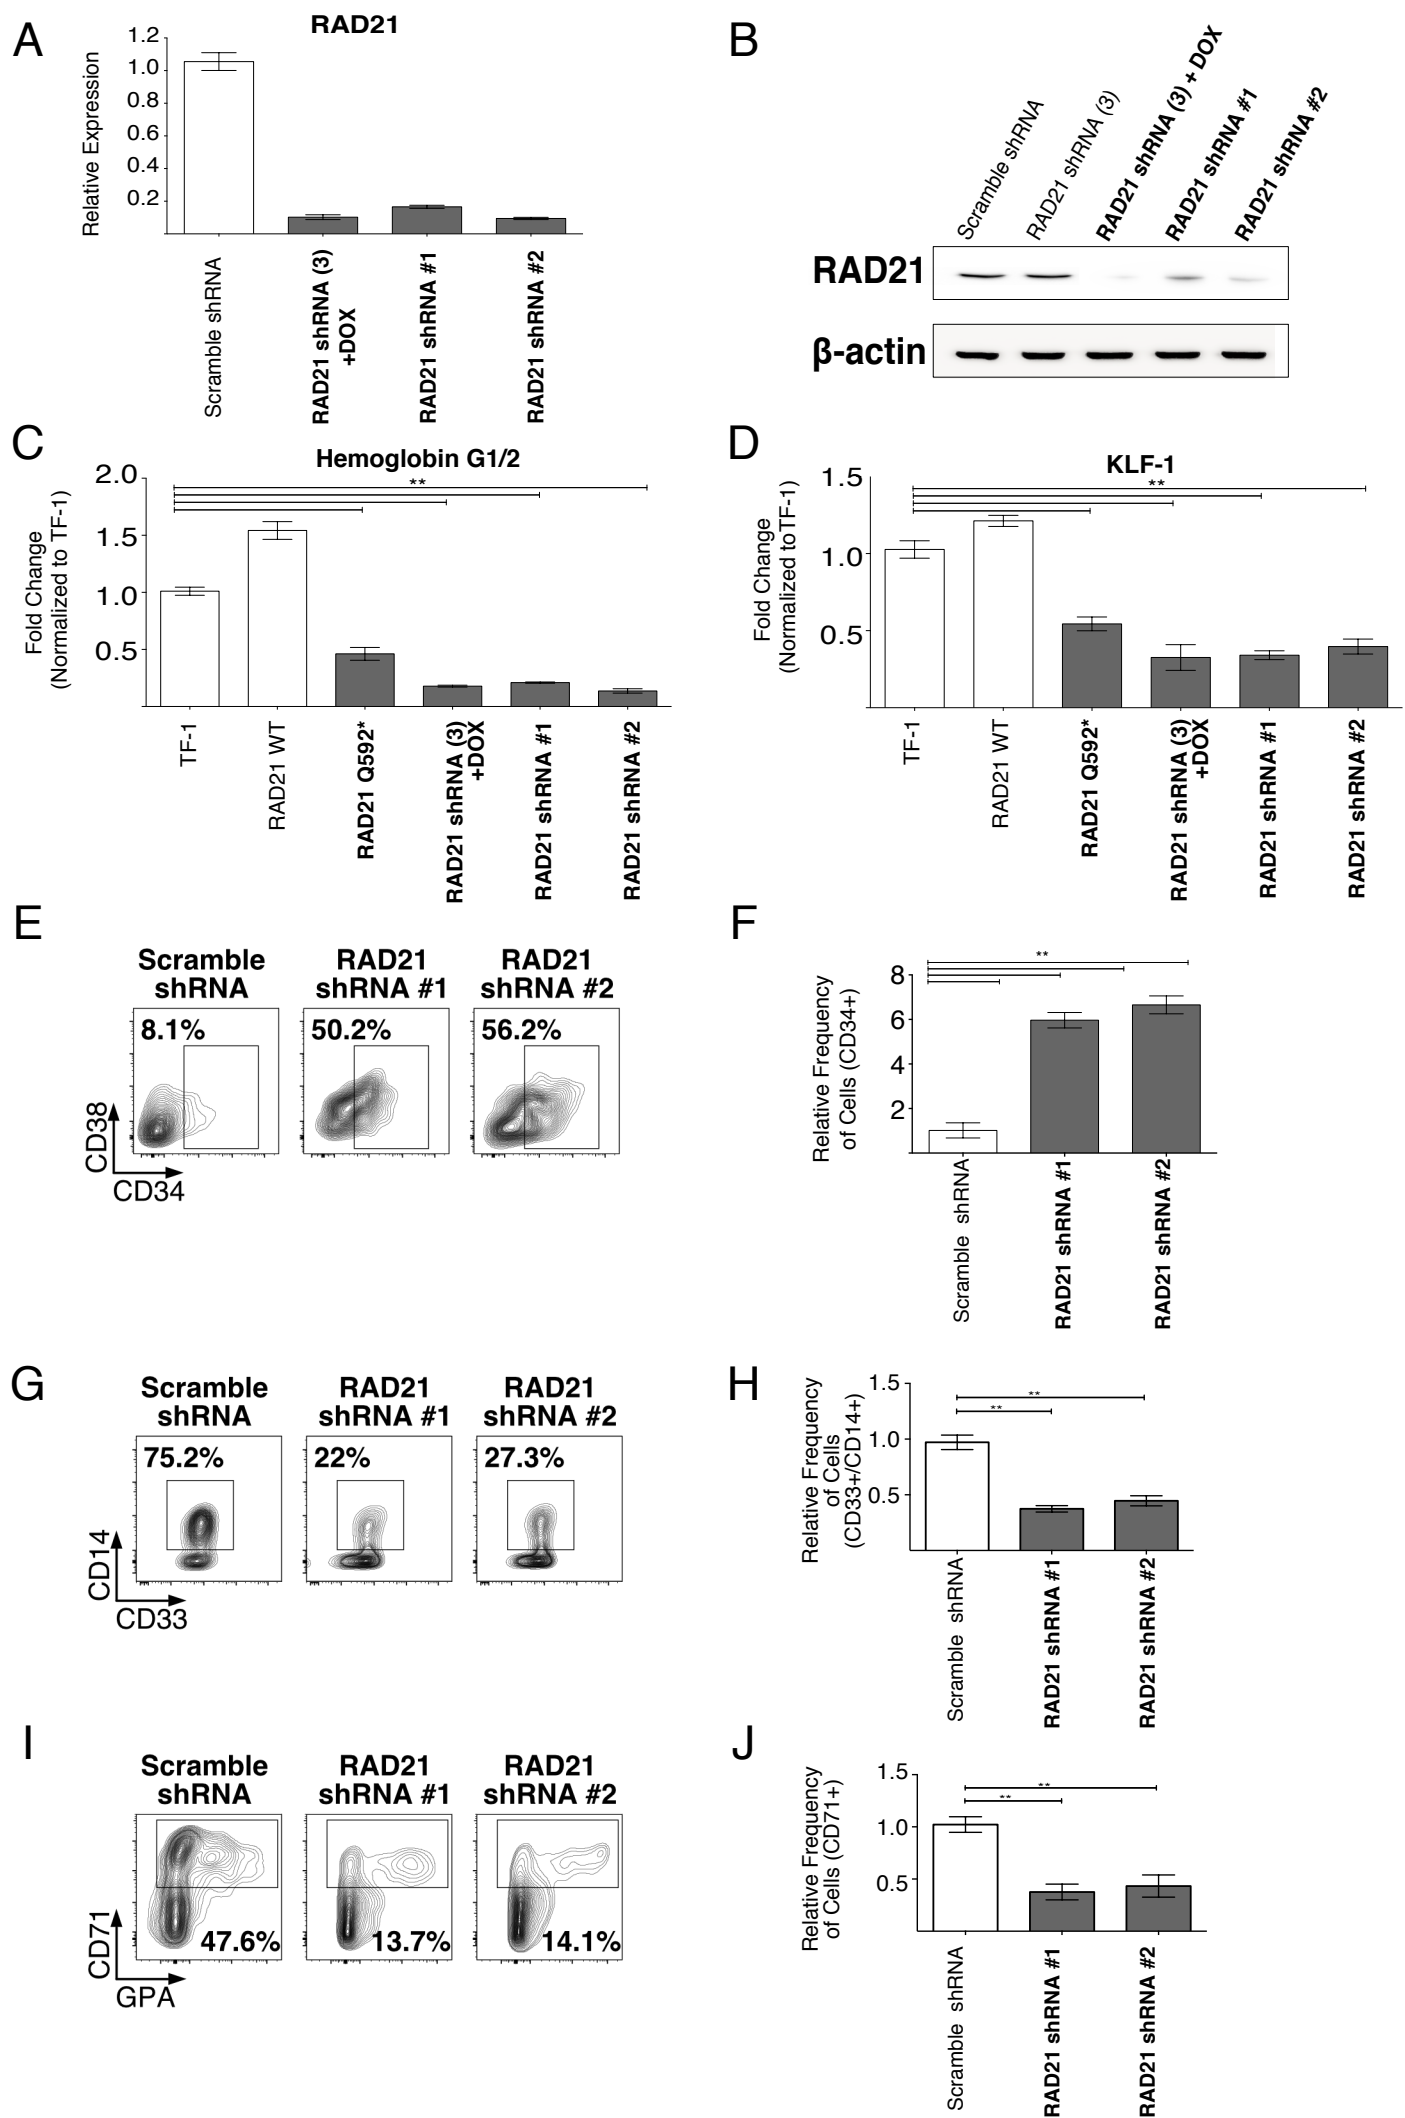 A
RAD21
Relative Expression
1.2
1.0
0.8
0.6
0.4
0.2
Scramble shRNA
RAD21 shRNA (3)
+DOX
RAD21 shRNA #1
RAD21 shRNA #2
B
Scramble shRNA
RAD21 shRNA (3)
RAD21 shRNA (3) + DOX
RAD21 shRNA #1
RAD21 shRNA #2
RAD21
β-actin
C
Hemoglobin G1/2
Fold Change
(Normalized to TF-1)
2.0
1.5
1.0
0.5
**
TF-1
RAD21 WT
RAD21 Q592*
RAD21 shRNA (3)
+DOX
RAD21 shRNA #1
RAD21 shRNA #2
D
KLF-1
Fold Change
(Normalized toTF-1)
1.5
1.0
0.5
**
TF-1
RAD21 WT
RAD21 Q592*
RAD21 shRNA (3)
+DOX
RAD21 shRNA #1
RAD21 shRNA #2
E
Scramble
shRNA
RAD21
shRNA #1
RAD21
shRNA #2
8.1%
50.2%
56.2%
CD38
CD34
F
Relative Frequency
of Cells (CD34+)
8
6
4
2
**
Scramble shRNA
RAD21 shRNA #1
RAD21 shRNA #2
G
Scramble
shRNA
RAD21
shRNA #1
RAD21
shRNA #2
75.2%
22%
27.3%
CD14
CD33
H
Relative Frequency
of Cells
(CD33+/CD14+)
1.5
1.0
0.5
**
**
Scramble shRNA
RAD21 shRNA #1
RAD21 shRNA #2
I
Scramble
shRNA
RAD21
shRNA #1
RAD21
shRNA #2
47.6%
13.7%
14.1%
CD71
GPA
J
Relative Frequency
of Cells (CD71+)
1.5
1.0
0.5
**
**
Scramble shRNA
RAD21 shRNA #1
RAD21 shRNA #2